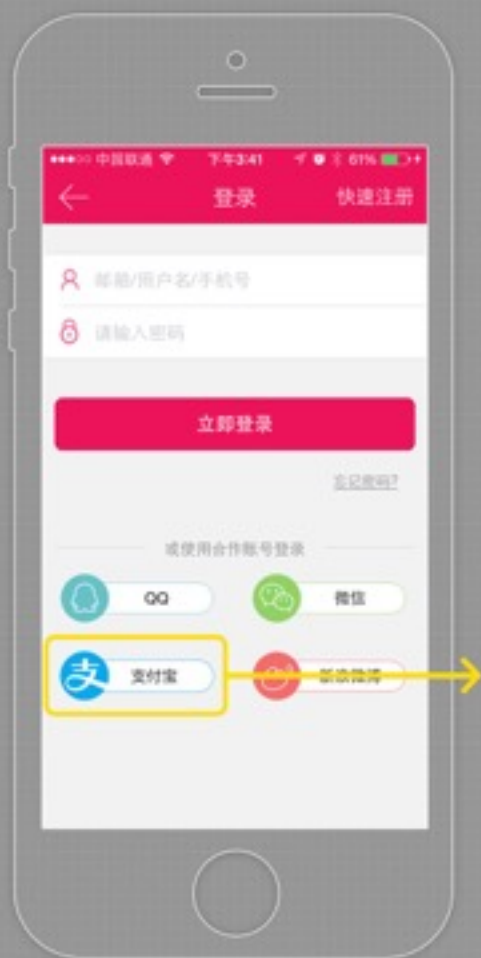 中国联通 下午3:41 61%
登录 快速注册
邮箱/用户名/手机号
请输入密码
立即登录
忘记密码?
或使用合作账号登录
QQ 微信
支付宝 新浪微博